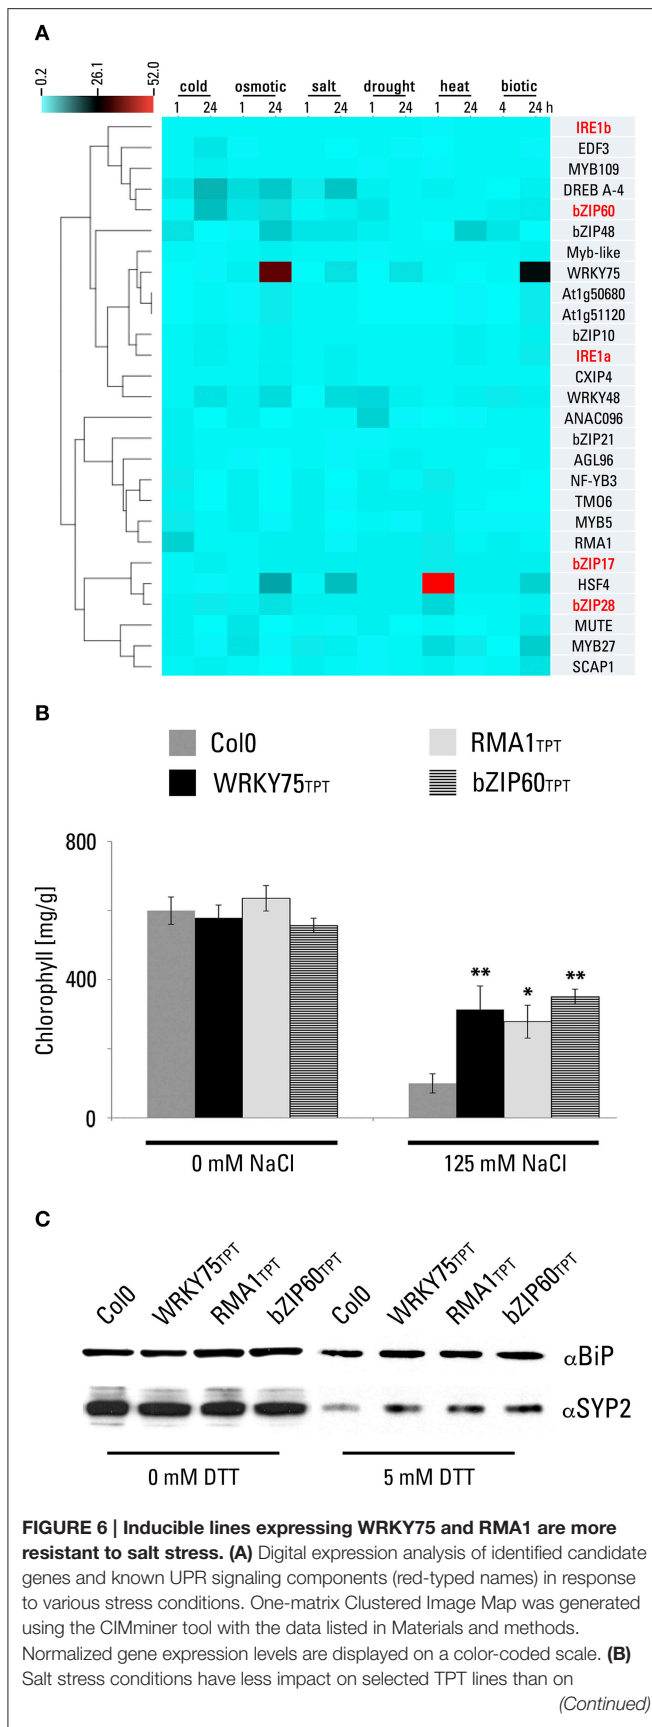 A
0.2
26.1
52.0
cold osmotic salt drought heat biotic
1 24 1 24 1 24 1 24 1 24 4 24 h
IRE1b
EDF3
MYB109
DREB A-4
bZIP60
bZIP48
Myb-like
WRKY75
At1g50680
At1g51120
bZIP10
IRE1a
CXIP4
WRKY48
ANAC096
bZIP21
AGL96
NF-YB3
TMO6
MYB5
RMA1
bZIP17
HSF4
bZIP28
MUTE
MYB27
SCAP1
B
Col0 RMA1TPT
WRKY75TPT bZIP60TPT
Chlorophyll [mg/g]
800
400
0
** * **
0 mM NaCl 125 mM NaCl
C
Col0 WRKY75TPT RMA1TPT bZIP60TPT Col0 WRKY75TPT RMA1TPT bZIP60TPT
αBiP
αSYP2
0 mM DTT 5 mM DTT
FIGURE 6 | Inducible lines expressing WRKY75 and RMA1 are more
resistant to salt stress. (A) Digital expression analysis of identified candidate
genes and known UPR signaling components (red-typed names) in response
to various stress conditions. One-matrix Clustered Image Map was generated
using the CIMminer tool with the data listed in Materials and methods.
Normalized gene expression levels are displayed on a color-coded scale. (B)
Salt stress conditions have less impact on selected TPT lines than on
(Continued)